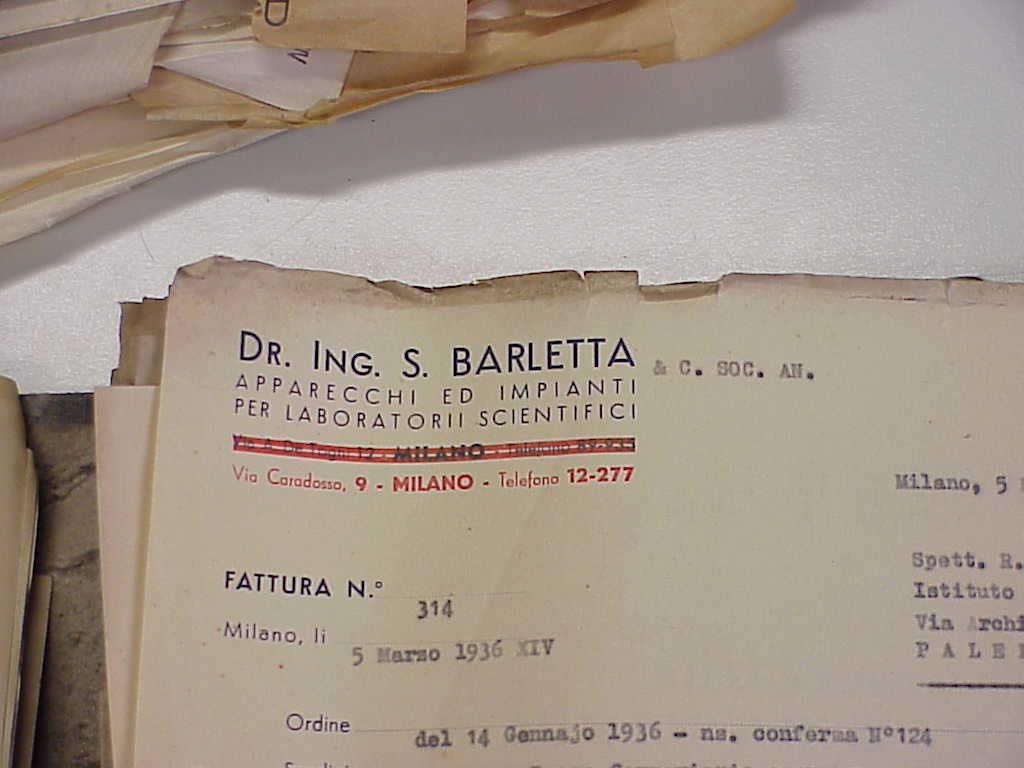 D
DR. ING. S. BARLETTA & C. SOC. AN.
APPARECCHI ED IMPIANTI
PER LABORATORII SCIENTIFICI
MILANO - Telefono
Via Caradosso, 9 - MILANO - Telefono 12-277
Milano, 5
Spett. R.
Istituto
Via Archi
PALE
FATTURA N.° 314
Milano, li 5 Marzo 1936 XIV
Ordine del 14 Gennajo 1936 - ns. conferma N°124